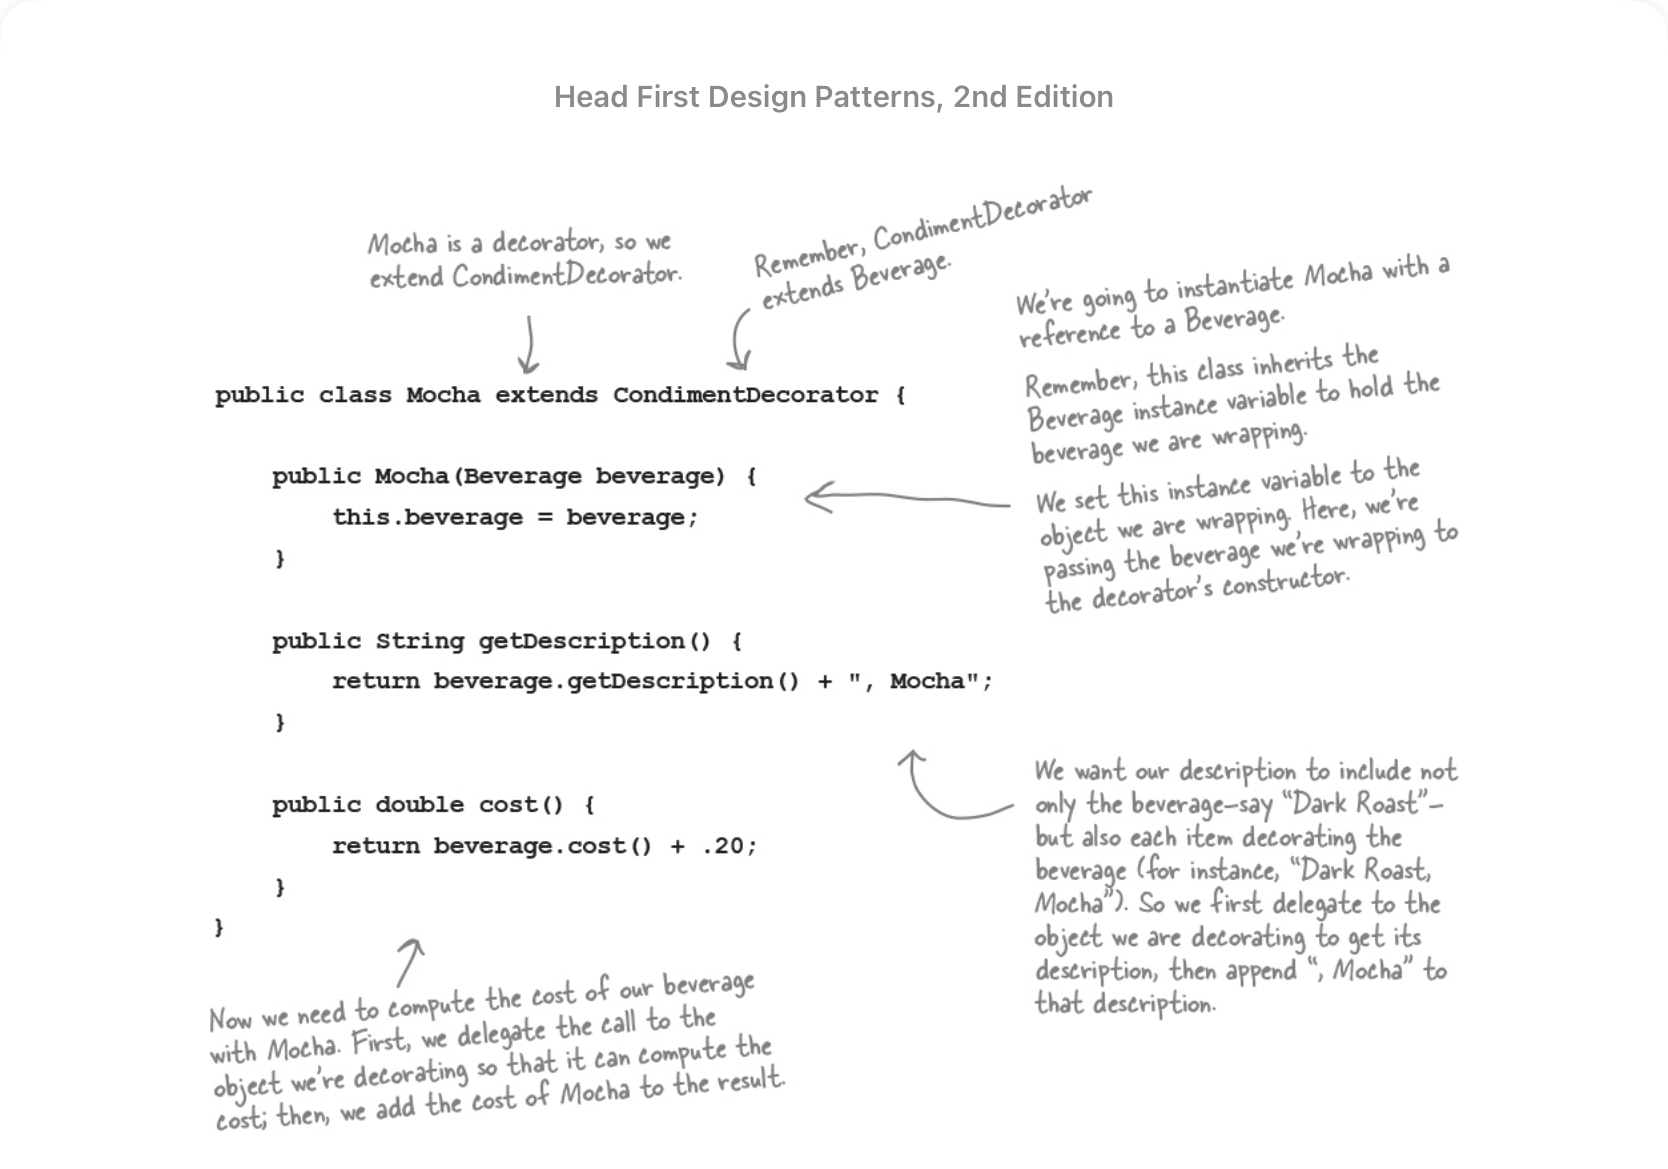 Head First Design Patterns, 2nd Edition
Mocha is a decorator, so we
extend CondimentDecorator.
Remember, CondimentDecorator
extends Beverage.
We're going to instantiate Mocha with a
reference to a Beverage.
Remember, this class inherits the
Beverage instance variable to hold the
beverage we are wrapping.
We set this instance variable to the
object we are wrapping. Here, we're
passing the beverage we're wrapping to
the decorator's constructor.
public class Mocha extends CondimentDecorator {
public Mocha(Beverage beverage) {
this.beverage = beverage;
}
public String getDescription() {
return beverage.getDescription() + ", Mocha";
}
public double cost() {
return beverage.cost() + .20;
}
}
We want our description to include not
only the beverage–say “Dark Roast”–
but also each item decorating the
beverage (for instance, “Dark Roast,
Mocha”). So we first delegate to the
object we are decorating to get its
description, then append “, Mocha” to
that description.
Now we need to compute the cost of our beverage
with Mocha. First, we delegate the call to the
object we're decorating so that it can compute the
cost; then, we add the cost of Mocha to the result.